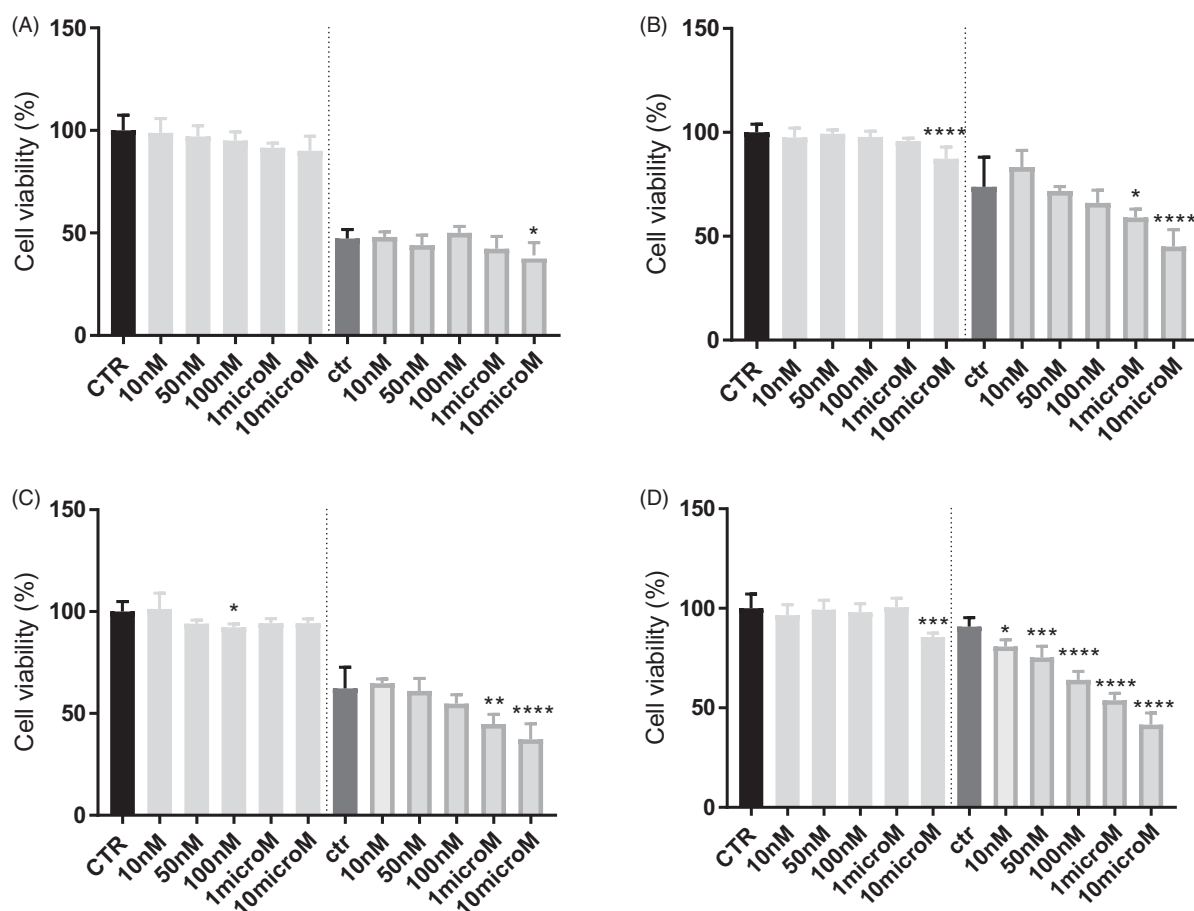 (A)
Cell viability (%)
150
100
50
0
*
CTR
10nM
50nM
100nM
1microM
10microM
ctr
10nM
50nM
100nM
1microM
10microM
(B)
Cell viability (%)
150
100
50
0
****
*
****
CTR
10nM
50nM
100nM
1microM
10microM
ctr
10nM
50nM
100nM
1microM
10microM
(C)
Cell viability (%)
150
100
50
0
*
**
****
CTR
10nM
50nM
100nM
1microM
10microM
ctr
10nM
50nM
100nM
1microM
10microM
(D)
Cell viability (%)
150
100
50
0
***
*
***
****
****
****
CTR
10nM
50nM
100nM
1microM
10microM
ctr
10nM
50nM
100nM
1microM
10microM